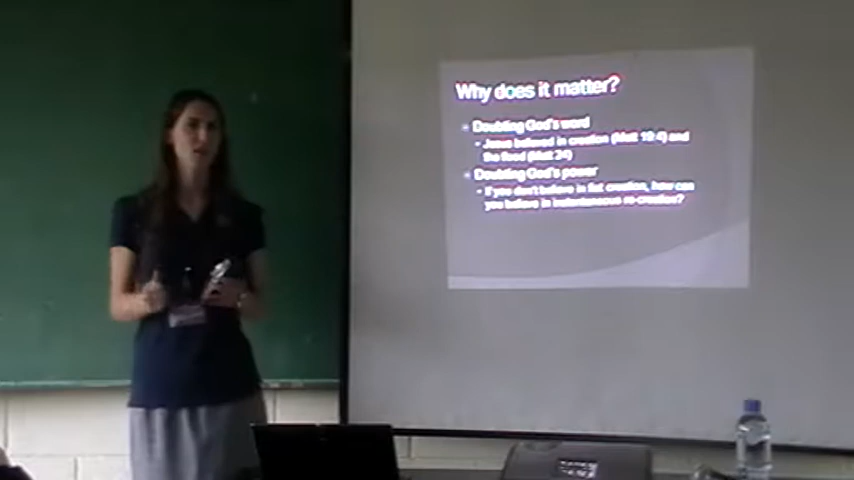 Why does it matter?
Doubting God's word
Jesus believed in creation (Matt 19:4) and
the flood (Matt 24)
Doubting God's power
If you don't believe in fiat creation, how can
you believe in instantaneous re-creation?